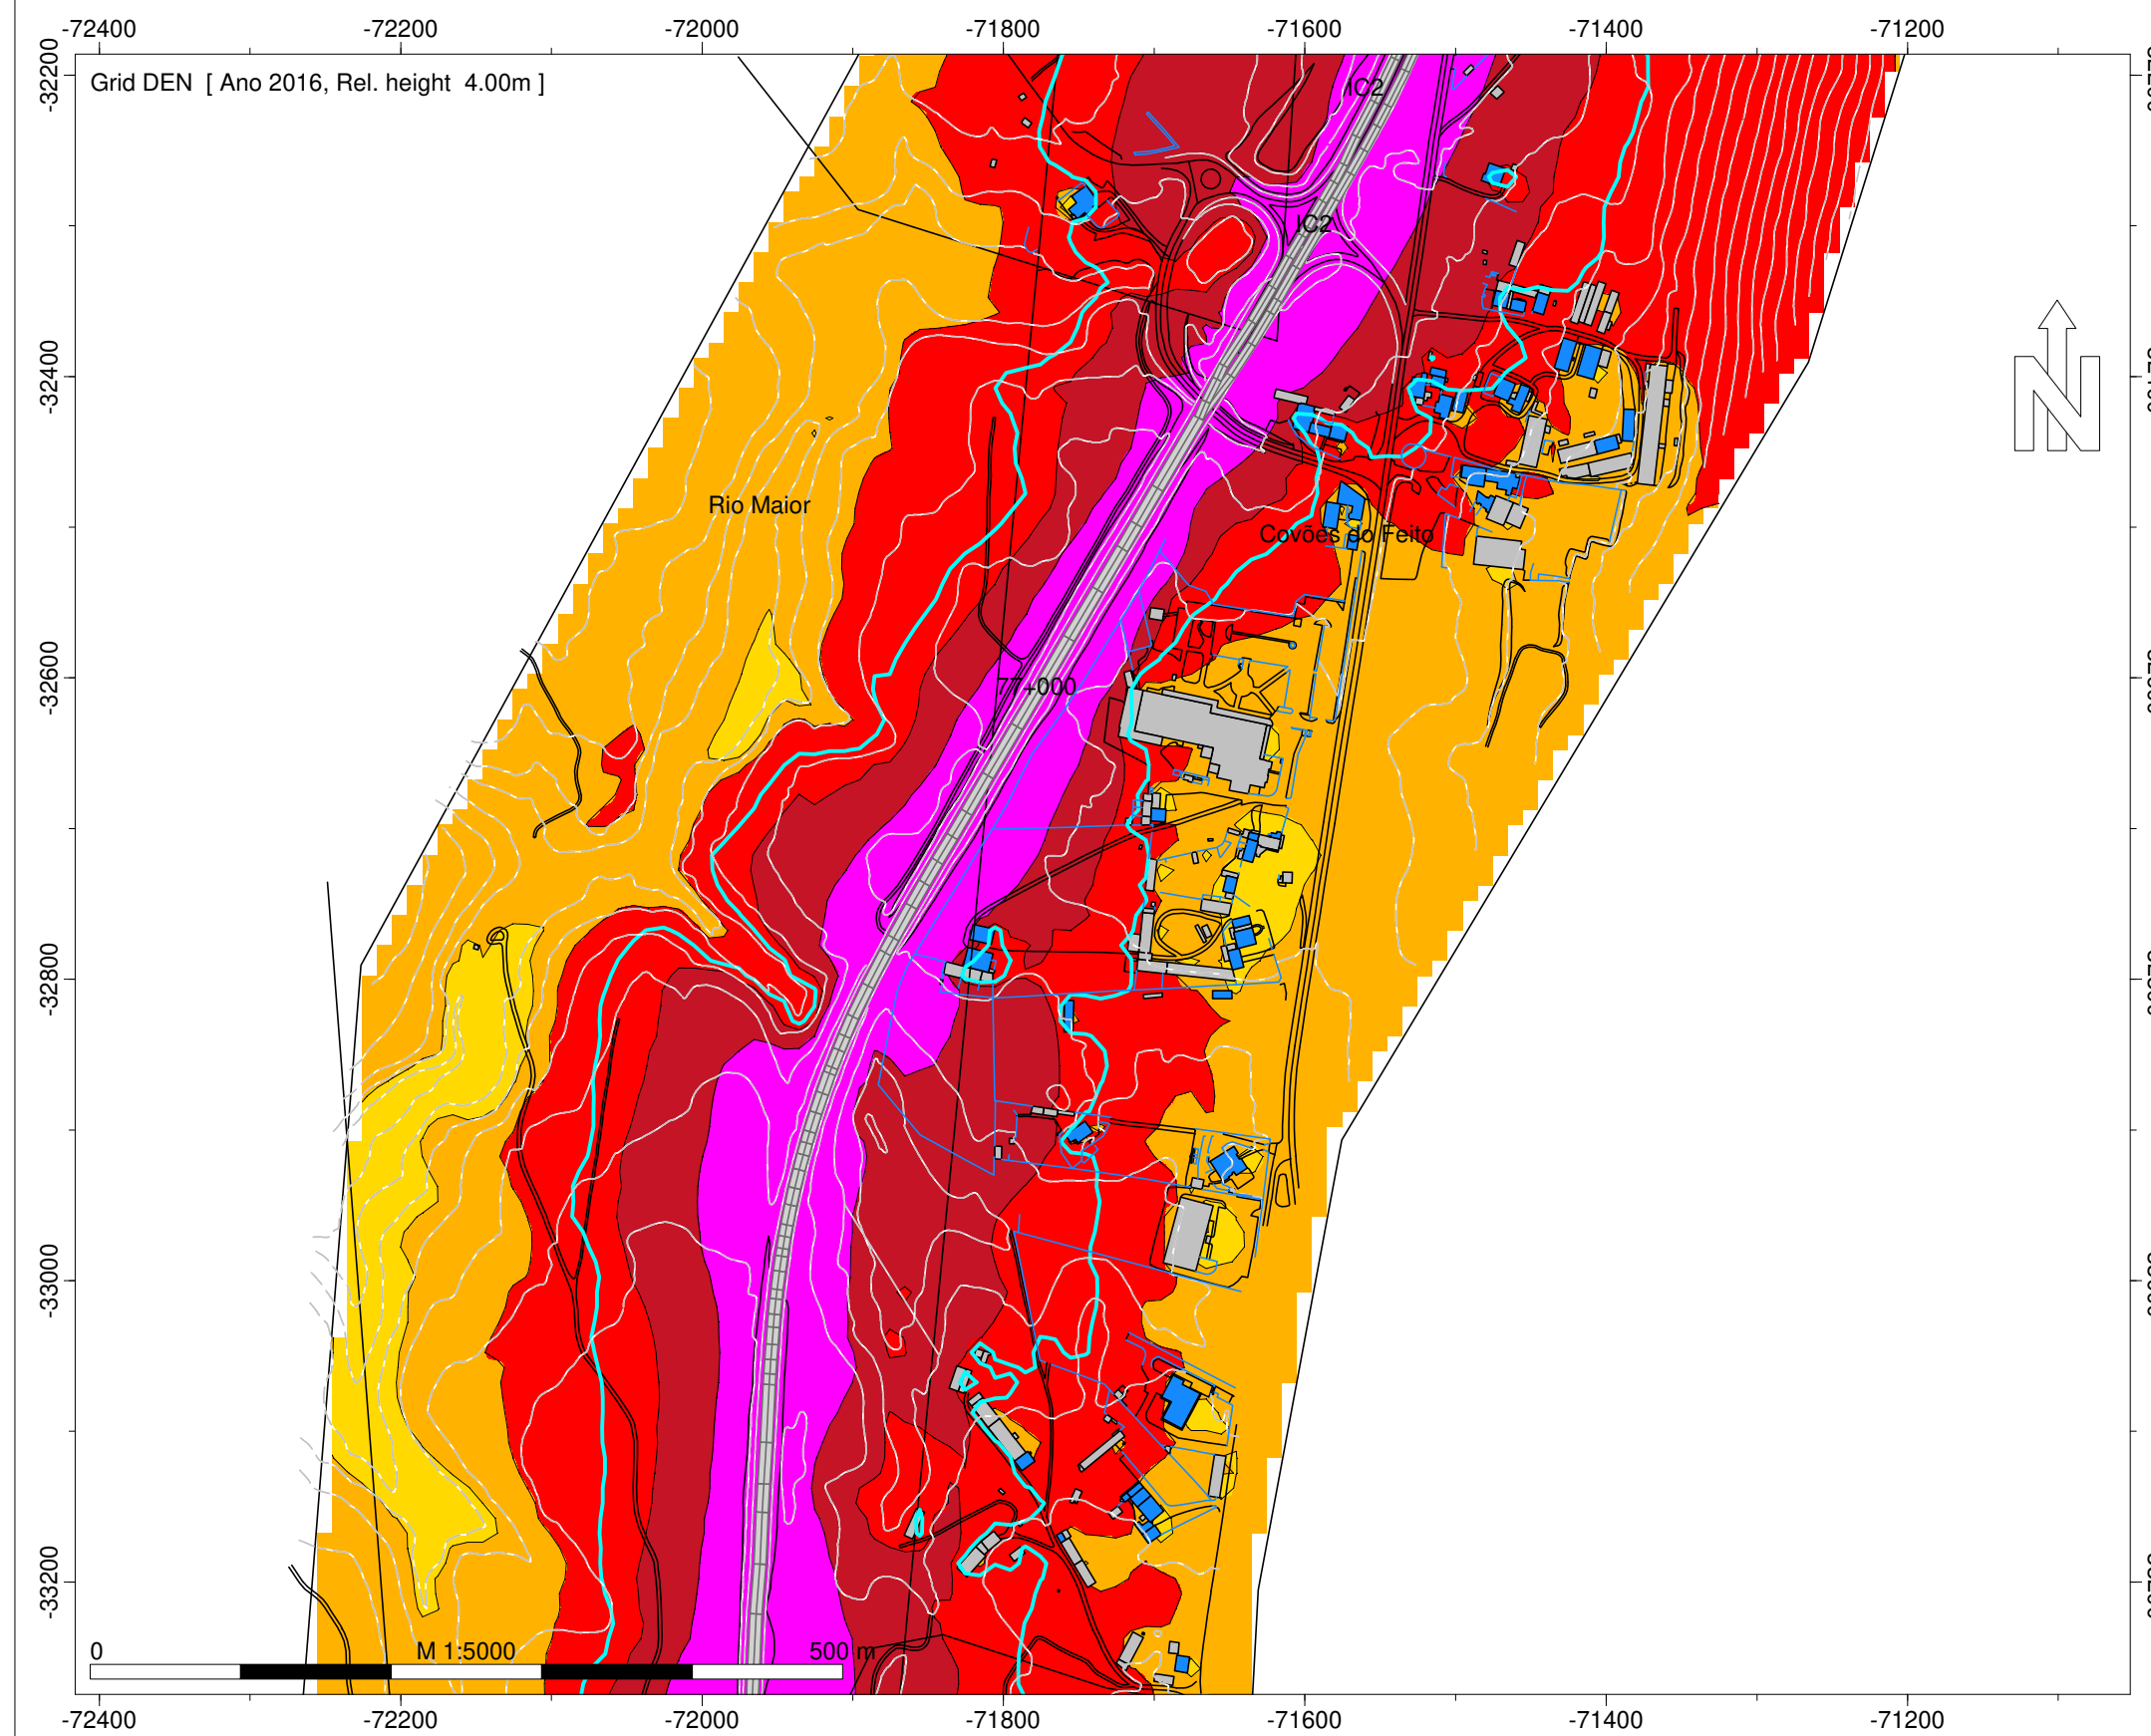 -72400 -72200 -72000 -71800 -71600 -71400 -71200
Grid DEN [ Ano 2016, Rel. height 4.00m ]
-32200
IC2
IC2
-32400
N
Rio Maior
Covões do Feito
-32600
77+000
-32800
-33000
-33200
0 M 1:5000 500 m
-72400 -72200 -72000 -71800 -71600 -71400 -71200